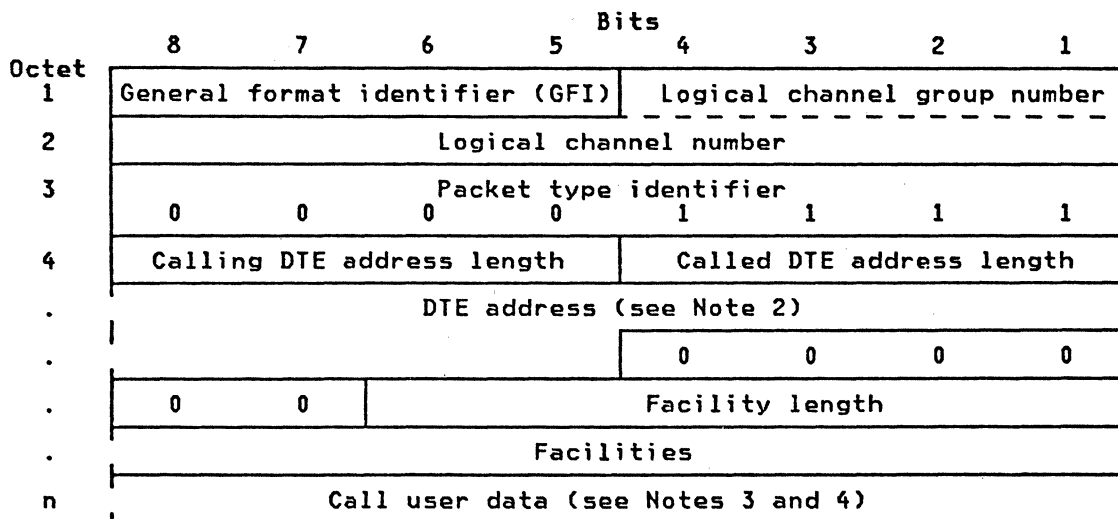 Bits
8 7 6 5 4 3 2 1
Octet
1 General format identifier (GFI) Logical channel group number
2 Logical channel number
3 Packet type identifier
0 0 0 0 1 1 1 1
4 Calling DTE address length Called DTE address length
. DTE address (see Note 2)
. 0 0 0 0
. 0 0 Facility length
. Facilities
n Call user data (see Notes 3 and 4)